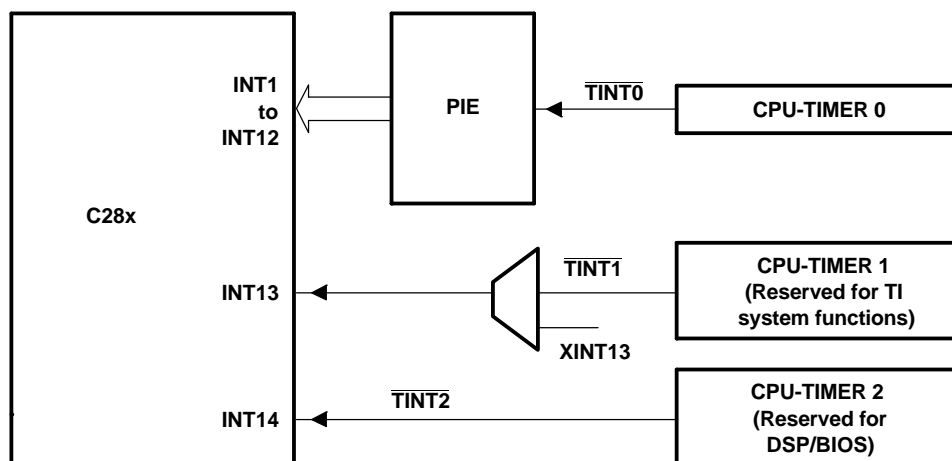 INT1
to
INT12
PIE
TINT0
CPU-TIMER 0
C28x
INT13
TINT1
XINT13
CPU-TIMER 1
(Reserved for TI
system functions)
INT14
TINT2
CPU-TIMER 2
(Reserved for
DSP/BIOS)